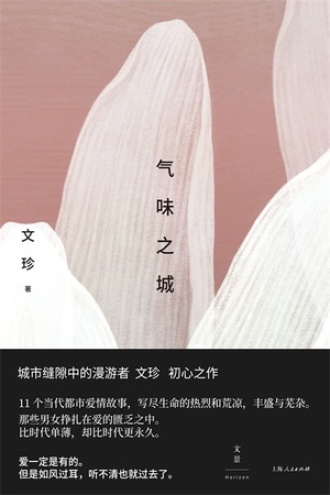 气味之城
文珍
著
城市缝隙中的漫游者 文珍 初心之作
11个当代都市爱情故事，写尽生命的热烈和荒凉，丰盛与芜杂。
那些男女挣扎在爱的匮乏之中。
比时代单薄，却比时代更永久。
爱一定是有的。
但是如风过耳，听不清也就过去了。
文景
Horizon
上海人民出版社